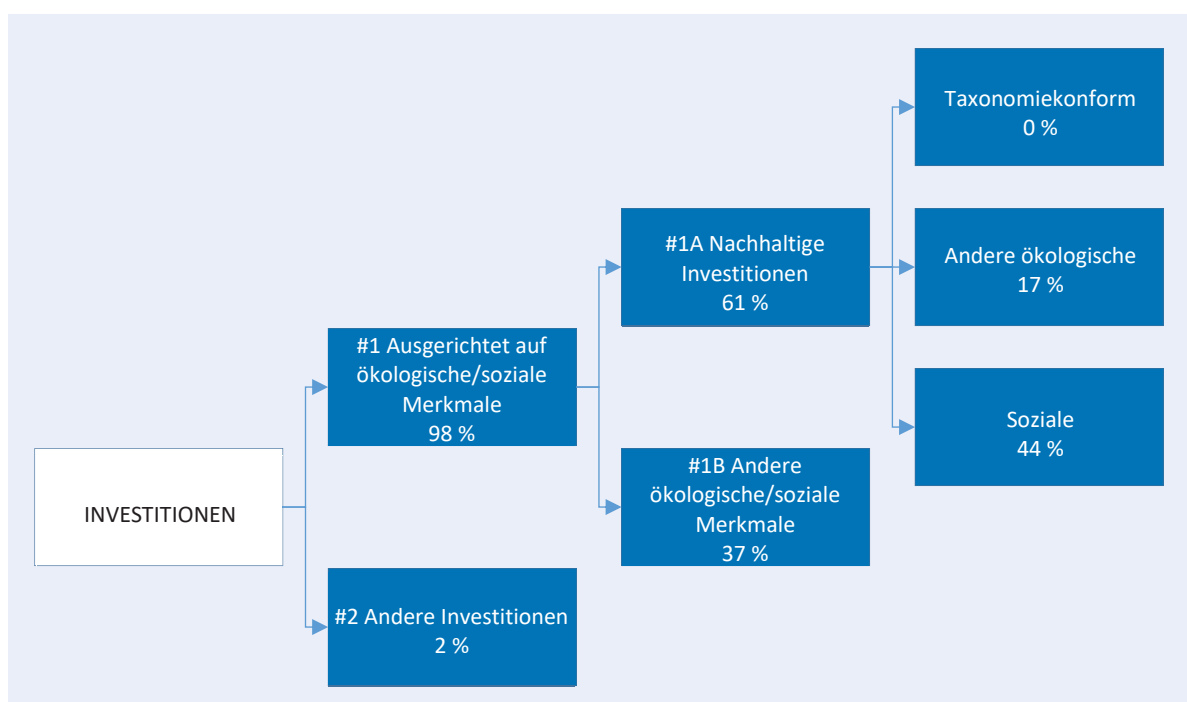 INVESTITIONEN
#1 Ausgerichtet auf
ökologische/soziale
Merkmale
98 %
#2 Andere Investitionen
2 %
#1A Nachhaltige
Investitionen
61 %
#1B Andere
ökologische/soziale
Merkmale
37 %
Taxonomiekonform
0 %
Andere ökologische
17 %
Soziale
44 %